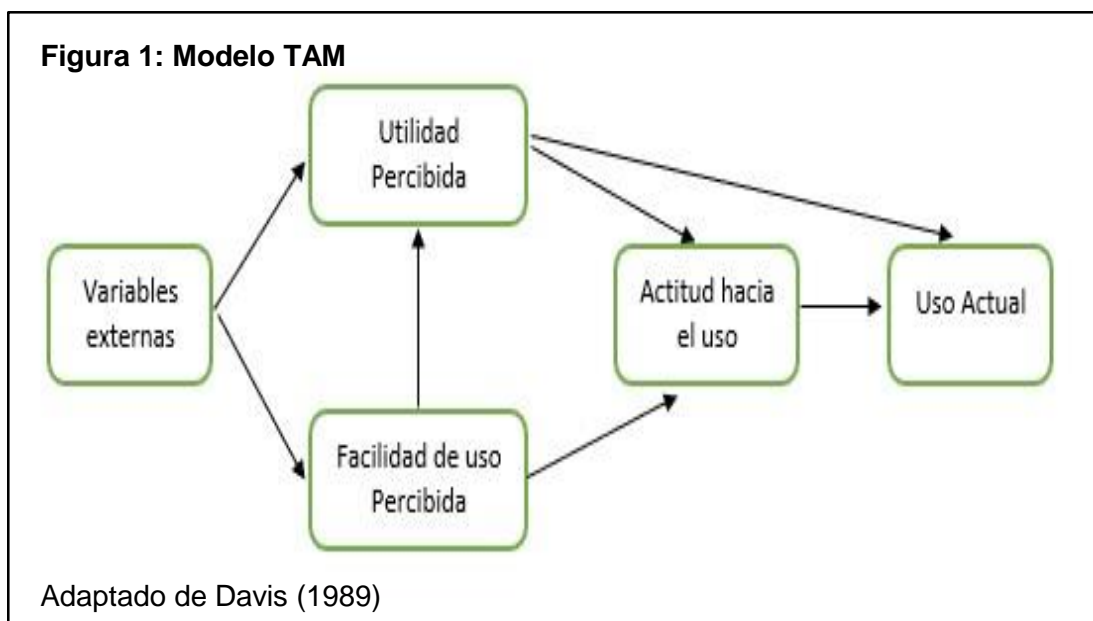 Figura 1: Modelo TAM
Utilidad
Percibida
Variables
externas
Actitud hacia
el uso
Uso Actual
Facilidad de uso
Percibida
Adaptado de Davis (1989)